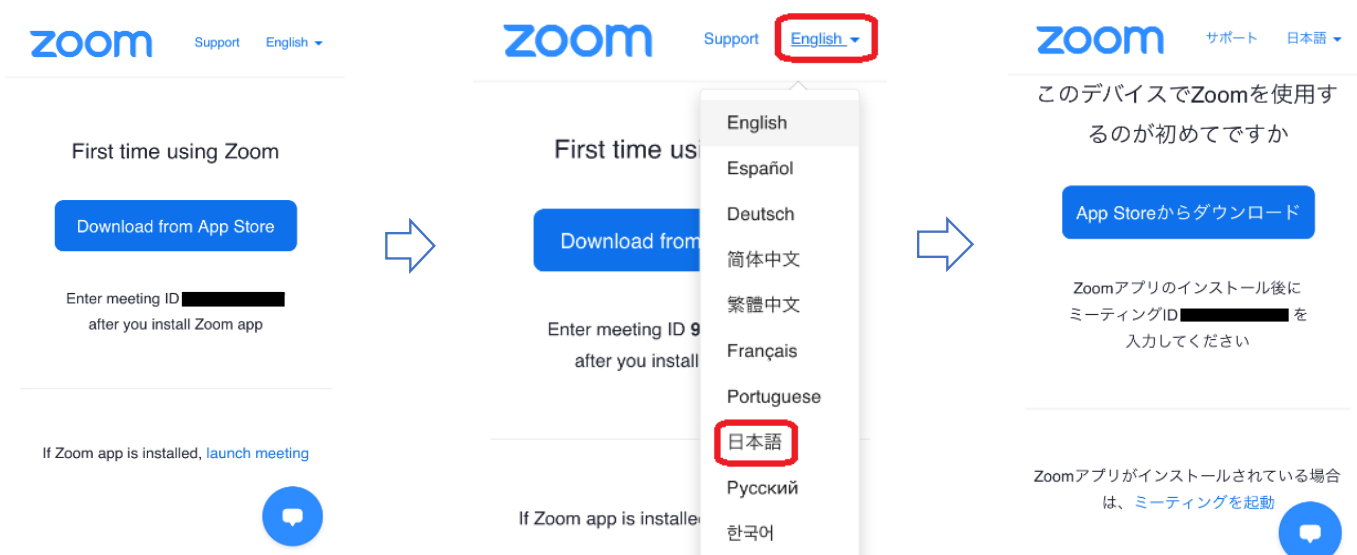 zoom
Support English
First time using Zoom
Download from App Store
Enter meeting ID
after you install Zoom app
If Zoom app is installed, launch meeting
zoom
Support English
First time usi
Download from
Enter meeting ID 9
after you install
If Zoom app is installe
English
Español
Deutsch
简体中文
繁體中文
Français
Portuguese
日本語
Русский
한국어
zoom
サポート 日本語
このデバイスでZoomを使用す
るのが初めてですか
App Storeからダウンロード
Zoomアプリのインストール後に
ミーティングID を
入力してください
Zoomアプリがインストールされている場合
は、ミーティングを起動